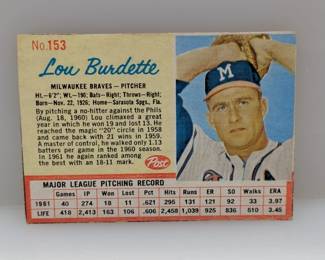 No. 153
Lou Burdette
MILWAUKEE BRAVES — PITCHER
Ht.—6'2"; Wt.—190; Bats—Right; Throws—Right;
Born—Nov. 22, 1926; Home—Sarasota Spgs., Fla.
By pitching a no-hitter against the Phils
(Aug. 18, 1960) Lou climaxed a great
year in which he won 19 and lost 13. He
reached the magic "20" circle in 1958
and came back with 21 wins in 1959.
A master of control, he walked only 1.13
batters per game in the 1960 season.
In 1961 he again ranked among the
best with an 18-11 mark.
Post
M
MAJOR LEAGUE PITCHING RECORD
Games IP Won Lost Pct. Hits Runs ER SO Walks ERA
1961 40 274 18 11 .621 295 131 121 92 33 3.97
LIFE 418 2,413 163 106 .606 2,458 1,039 925 836 510 3.45